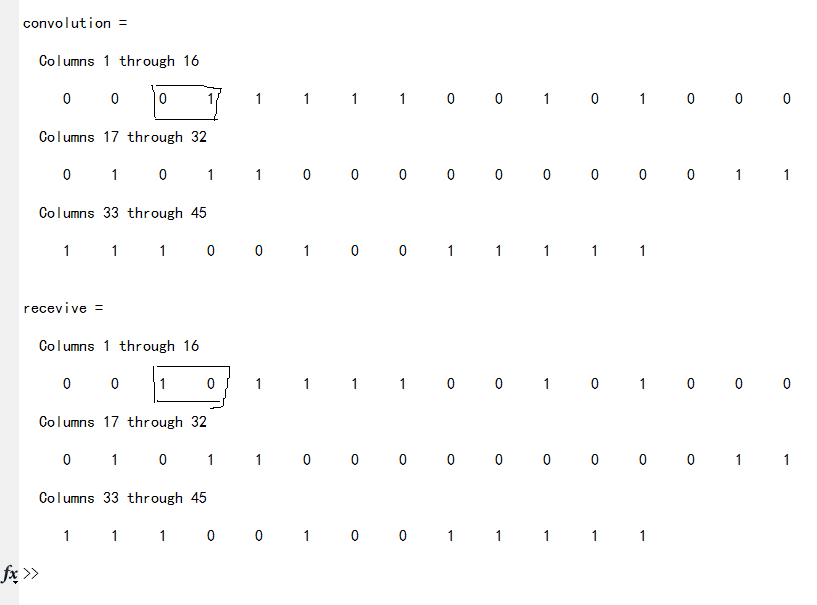 convolution =
Columns 1 through 16
0 0 0 1 1 1 1 1 0 0 1 0 1 0 0 0
Columns 17 through 32
0 1 0 1 1 0 0 0 0 0 0 0 0 0 1 1
Columns 33 through 45
1 1 1 0 0 1 0 0 1 1 1 1 1
recevive =
Columns 1 through 16
0 0 1 0 1 1 1 1 0 0 1 0 1 0 0 0
Columns 17 through 32
0 1 0 1 1 0 0 0 0 0 0 0 0 0 1 1
Columns 33 through 45
1 1 1 0 0 1 0 0 1 1 1 1 1
fx >>